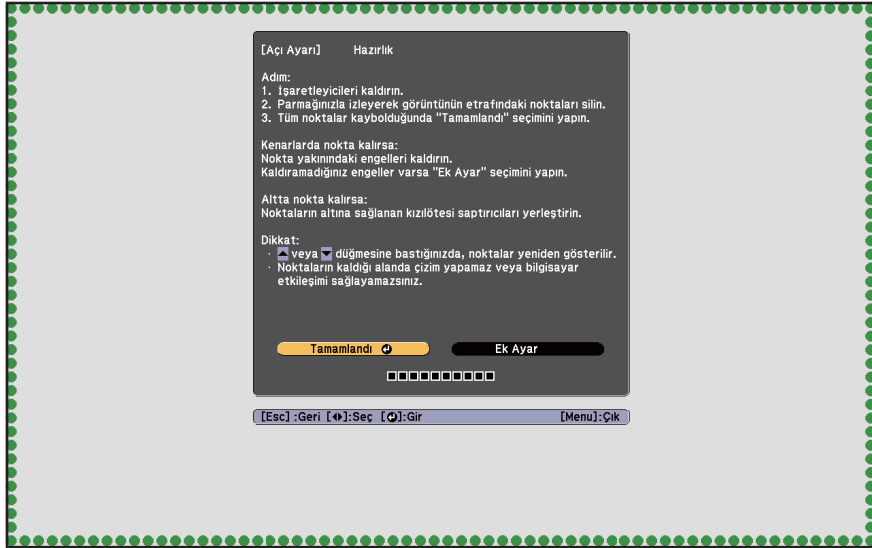 [Açı Ayarı] Hazırlık
Adım:
1. İşaretleyicileri kaldırın.
2. Parmağınızla izleyerek görüntünün etrafındaki noktaları silin.
3. Tüm noktalar kaybolduğunda "Tamamlandı" seçimini yapın.
Kenarlarda nokta kalırsa:
Nokta yakınındaki engelleri kaldırın.
Kaldıramadığınız engeller varsa "Ek Ayar" seçimini yapın.
Altta nokta kalırsa:
Noktaların altına sağlanan kızılötesi saptırıcıları yerleştirin.
Dikkat:
· ▲ veya ▼ düğmesine bastığınızda, noktalar yeniden gösterilir.
· Noktaların kaldığı alanda çizim yapamaz veya bilgisayar
etkileşimi sağlayamazsınız.
Tamamlandı Ek Ayar
[Esc] :Geri [◆]:Seç [↵]:Gir [Menu]:Çık